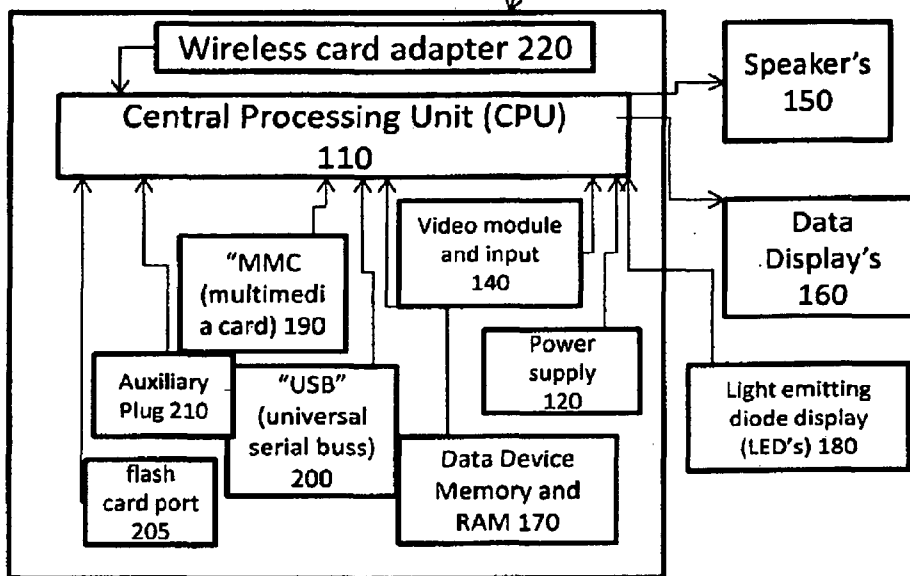 Wireless card adapter 220
Speaker's
150
Central Processing Unit (CPU)
110
Data
Display's
160
Video module
and input
140
"MMC
(multimedi
a card) 190
Power
supply
120
Auxiliary
Plug 210
"USB"
(universal
serial buss)
200
Light emitting
diode display
(LED's) 180
Data Device
Memory and
RAM 170
flash
card port
205